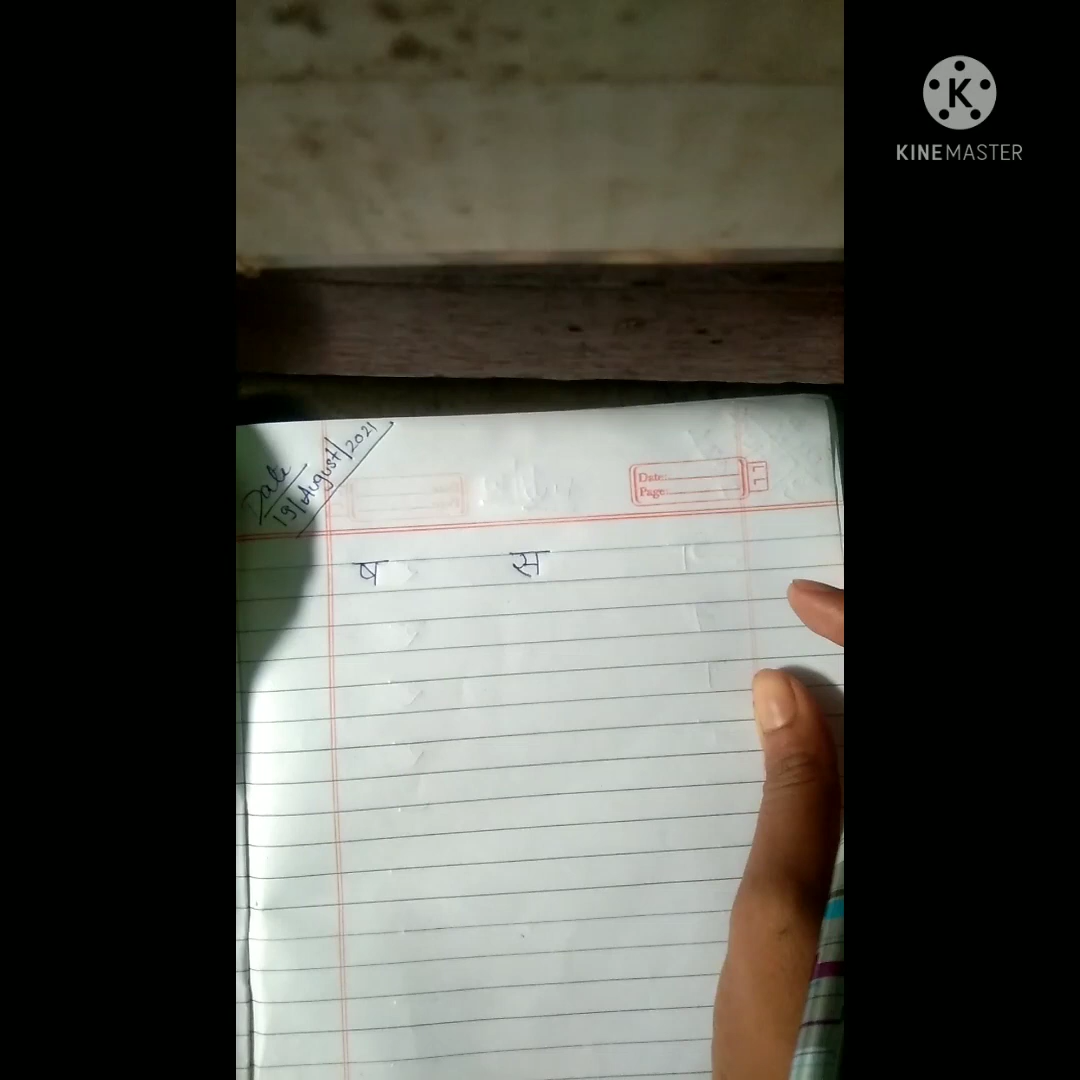 KINEMASTER
Date
19/August/2021
Date:
Page:
ष स